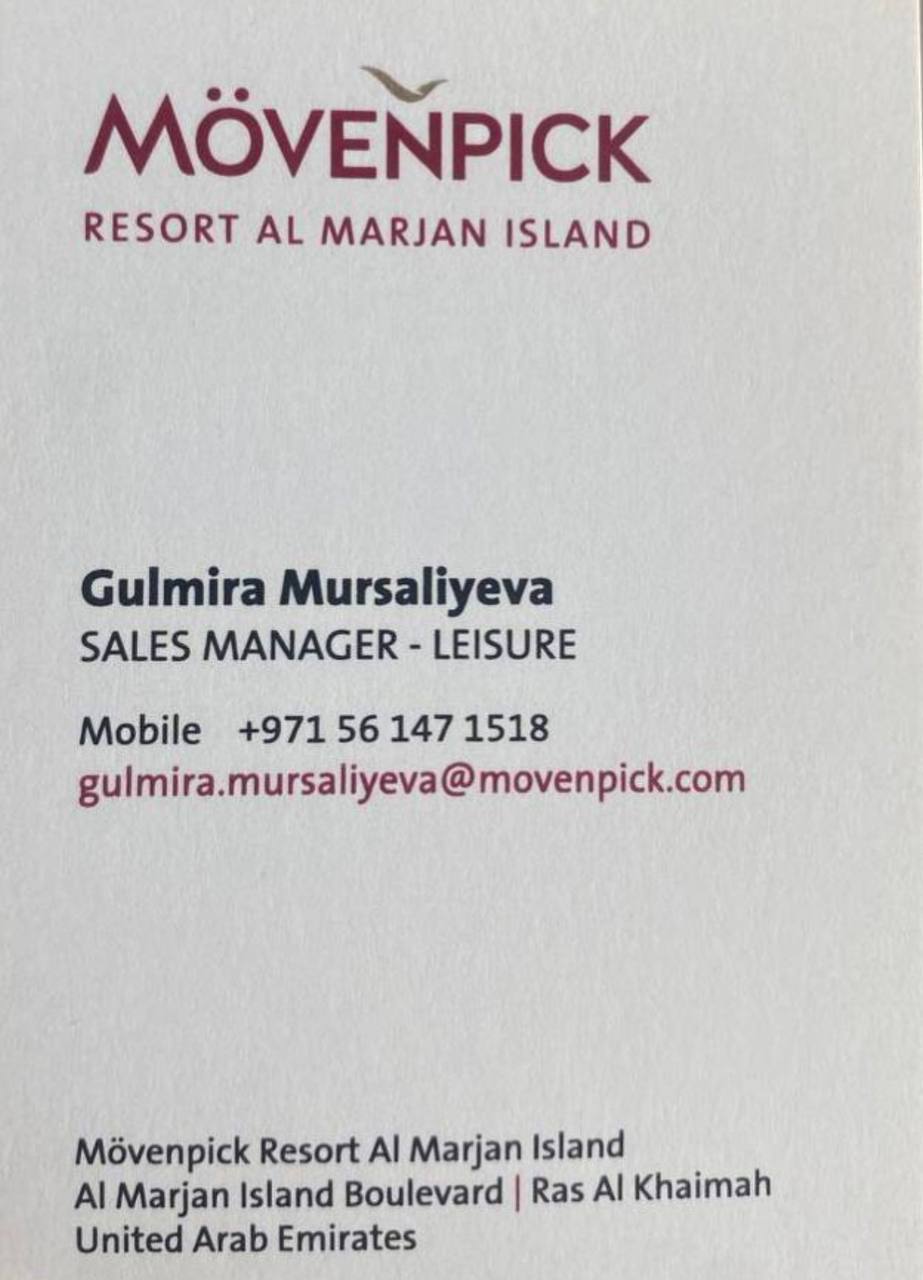 MÖVENPICK
RESORT AL MARJAN ISLAND
Gulmira Mursaliyeva
SALES MANAGER - LEISURE
Mobile +971 56 147 1518
gulmira.mursaliyeva@movenpick.com
Mövenpick Resort Al Marjan Island
Al Marjan Island Boulevard | Ras Al Khaimah
United Arab Emirates